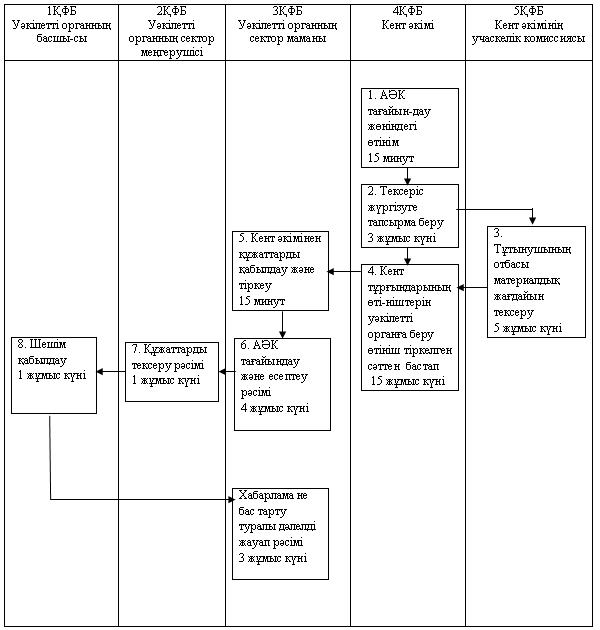 1ҚФБ
Уәкілетті органның
басшы-сы
2ҚФБ
Уәкілетті
органның сектор
меңгерушісі
3ҚФБ
Уәкілетті органның
сектор маманы
4ҚФБ
Кент әкімі
5ҚФБ
Кент әкімінің
учаскелік комиссиясы
1. АӘК
тағайын-дау
жөніндегі
өтінім
15 минут
2. Тексеріс
жүргізуге
тапсырма беру
3 жұмыс күні
3.
Тұтынушының
отбасы
материалдық
жағдайын
тексеру
5 жұмыс күні
4. Кент
тұрғындарының
өті-ніштерін
уәкілетті
органға беру
өтініш тіркелген
сәттен бастап
15 жұмыс күні
5. Кент әкімінен
құжаттарды
қабылдау және
тіркеу
15 минут
6. АӘК
тағайындау
және есептеу
рәсімі
4 жұмыс күні
7. Құжаттарды
тексеру рәсімі
1 жұмыс күні
8. Шешім
қабылдау
1 жұмыс күні
Хабарлама не
бас тарту
туралы дәлелді
жауап рәсімі
3 жұмыс күні